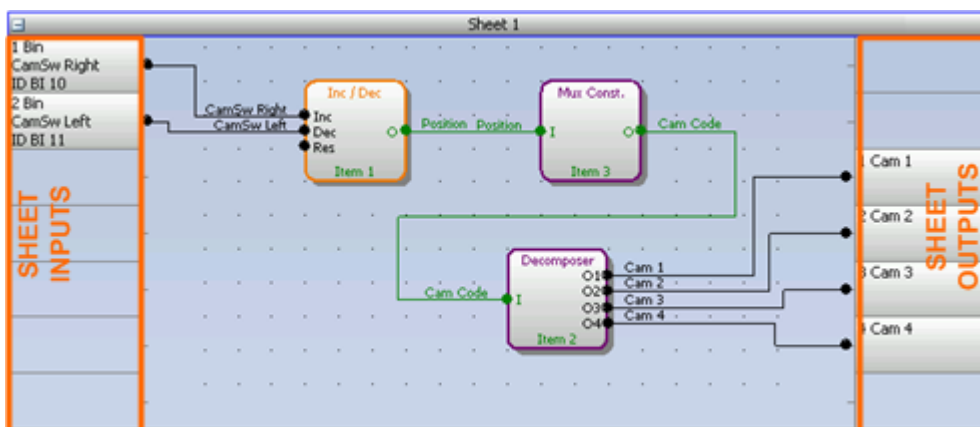 Sheet 1
1 Bin
CamSw Right
ID BI 10
2 Bin
CamSw Left
ID BI 11
SHEET
INPUTS
CamSw Right
CamSw Left
Inc / Dec
Inc
Dec
Res
O
Item 1
Position Position
Mux Const.
I
O
Item 3
Cam Code
Cam Code
Decomposer
I
O1
O2
O3
O4
Item 2
Cam 1
Cam 2
Cam 3
Cam 4
1 Cam 1
2 Cam 2
3 Cam 3
4 Cam 4
SHEET
OUTPUTS